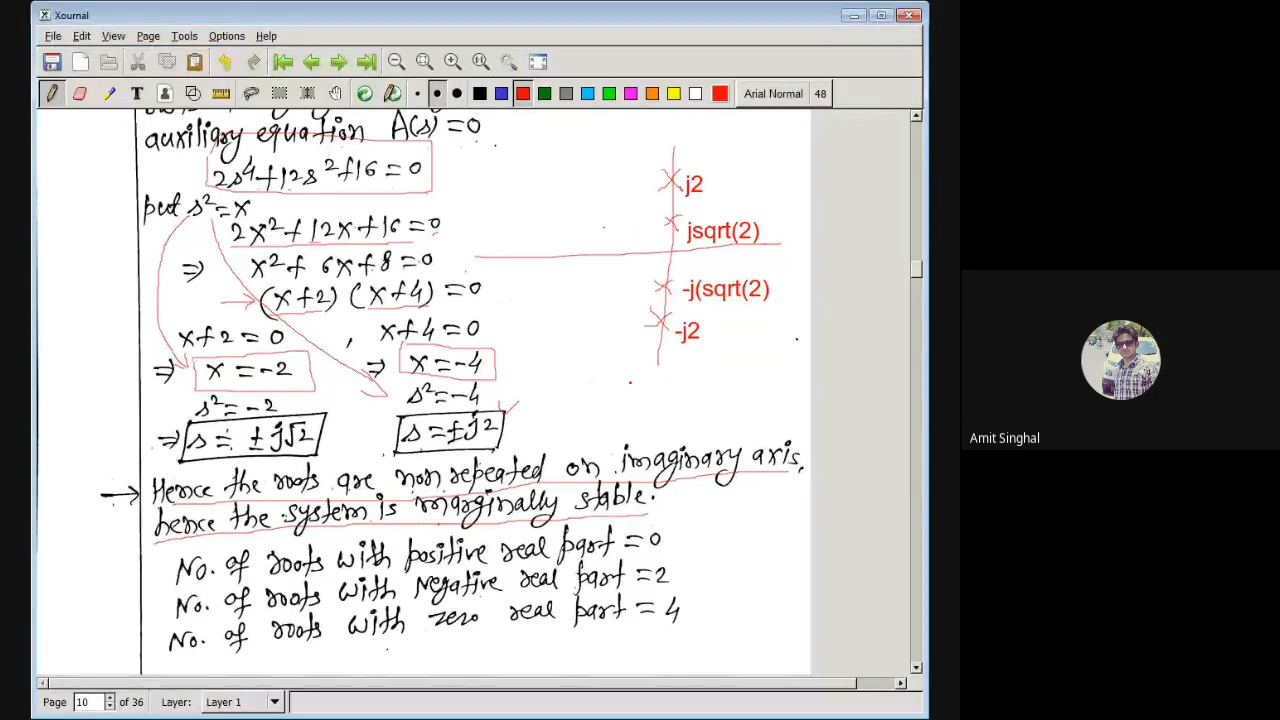 Xournal
File Edit View Page Tools Options Help
Arial Normal 48
auxiliary equation A(s) = 0
2s⁴+12s²+16 = 0
put s² = x
2x²+12x+16 = 0
⇒ x²+6x+8 = 0
→ (x+2) (x+4) = 0
x+2 = 0 , x+4 = 0
⇒ x = -2 ⇒ x = -4
s² = -2 s² = -4
⇒ s = ± j√2 s = ± j2
→ Hence the roots are non repeated on imaginary axis,
hence the system is marginally stable.
No. of roots with positive real part = 0
No. of roots with Negative real part = 2
No. of roots with zero real part = 4
j2
jsqrt(2)
-j(sqrt(2)
-j2
Page 10 of 36 Layer: Layer 1
Amit Singhal